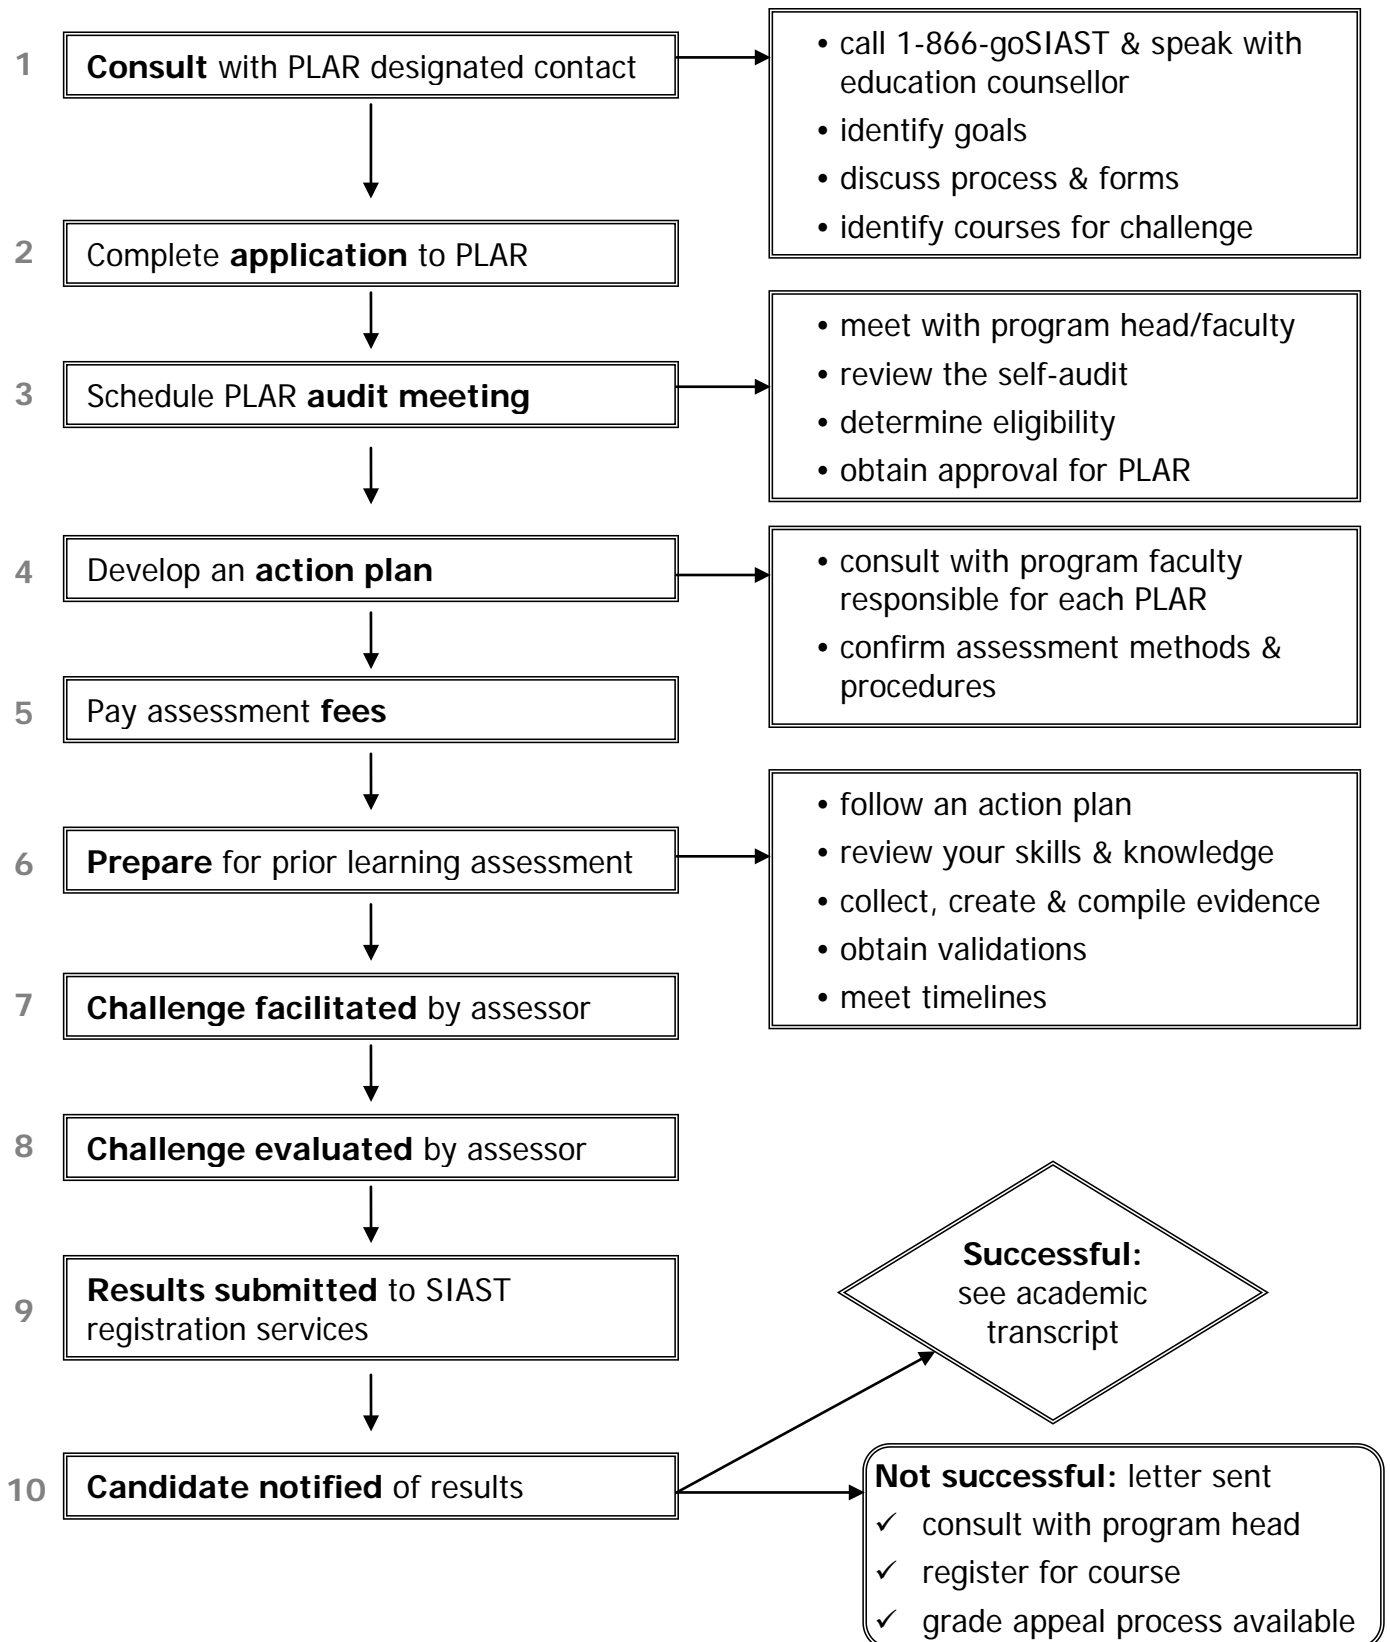 1
Consult with PLAR designated contact
• call 1-866-goSIAST & speak with
education counsellor
• identify goals
• discuss process & forms
• identify courses for challenge
2
Complete application to PLAR
3
Schedule PLAR audit meeting
• meet with program head/faculty
• review the self-audit
• determine eligibility
• obtain approval for PLAR
4
Develop an action plan
• consult with program faculty
responsible for each PLAR
• confirm assessment methods &
procedures
5
Pay assessment fees
6
Prepare for prior learning assessment
• follow an action plan
• review your skills & knowledge
• collect, create & compile evidence
• obtain validations
• meet timelines
7
Challenge facilitated by assessor
8
Challenge evaluated by assessor
9
Results submitted to SIAST
registration services
10
Candidate notified of results
Successful:
see academic
transcript
Not successful: letter sent
✓ consult with program head
✓ register for course
✓ grade appeal process available